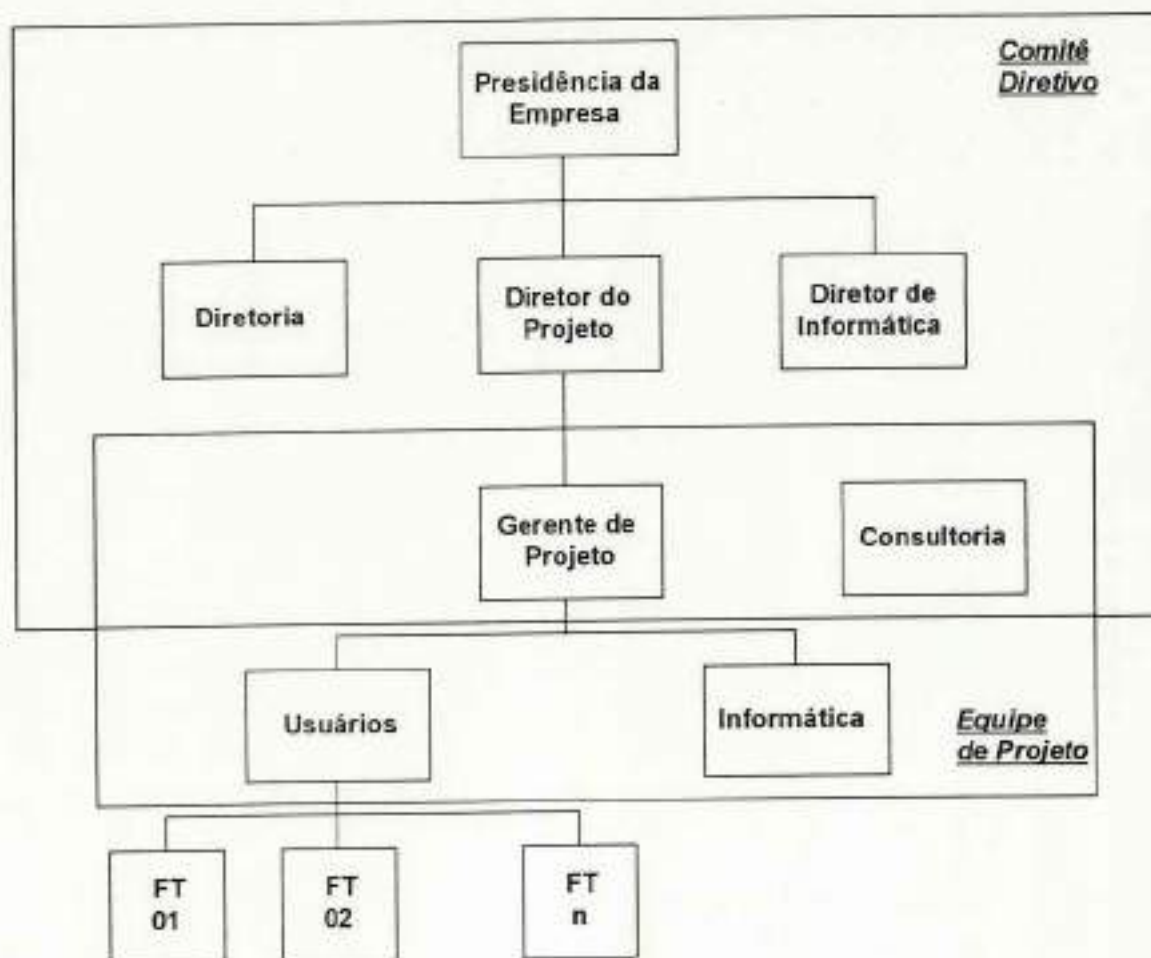 Comitê
Diretivo
Presidência da
Empresa
Diretoria
Diretor do
Projeto
Diretor de
Informática
Gerente de
Projeto
Consultoria
Usuários
Informática
Equipe
de Projeto
FT
01
FT
02
FT
n